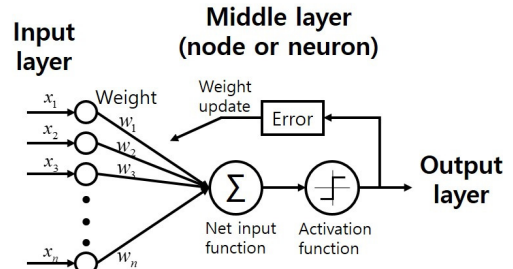 Middle layer
(node or neuron)
Input
layer
Weight
Weight
update
Error
x₁
x₂
x₃
xₙ
w₁
w₂
w₃
wₙ
Σ
Net input
function
Activation
function
Output
layer